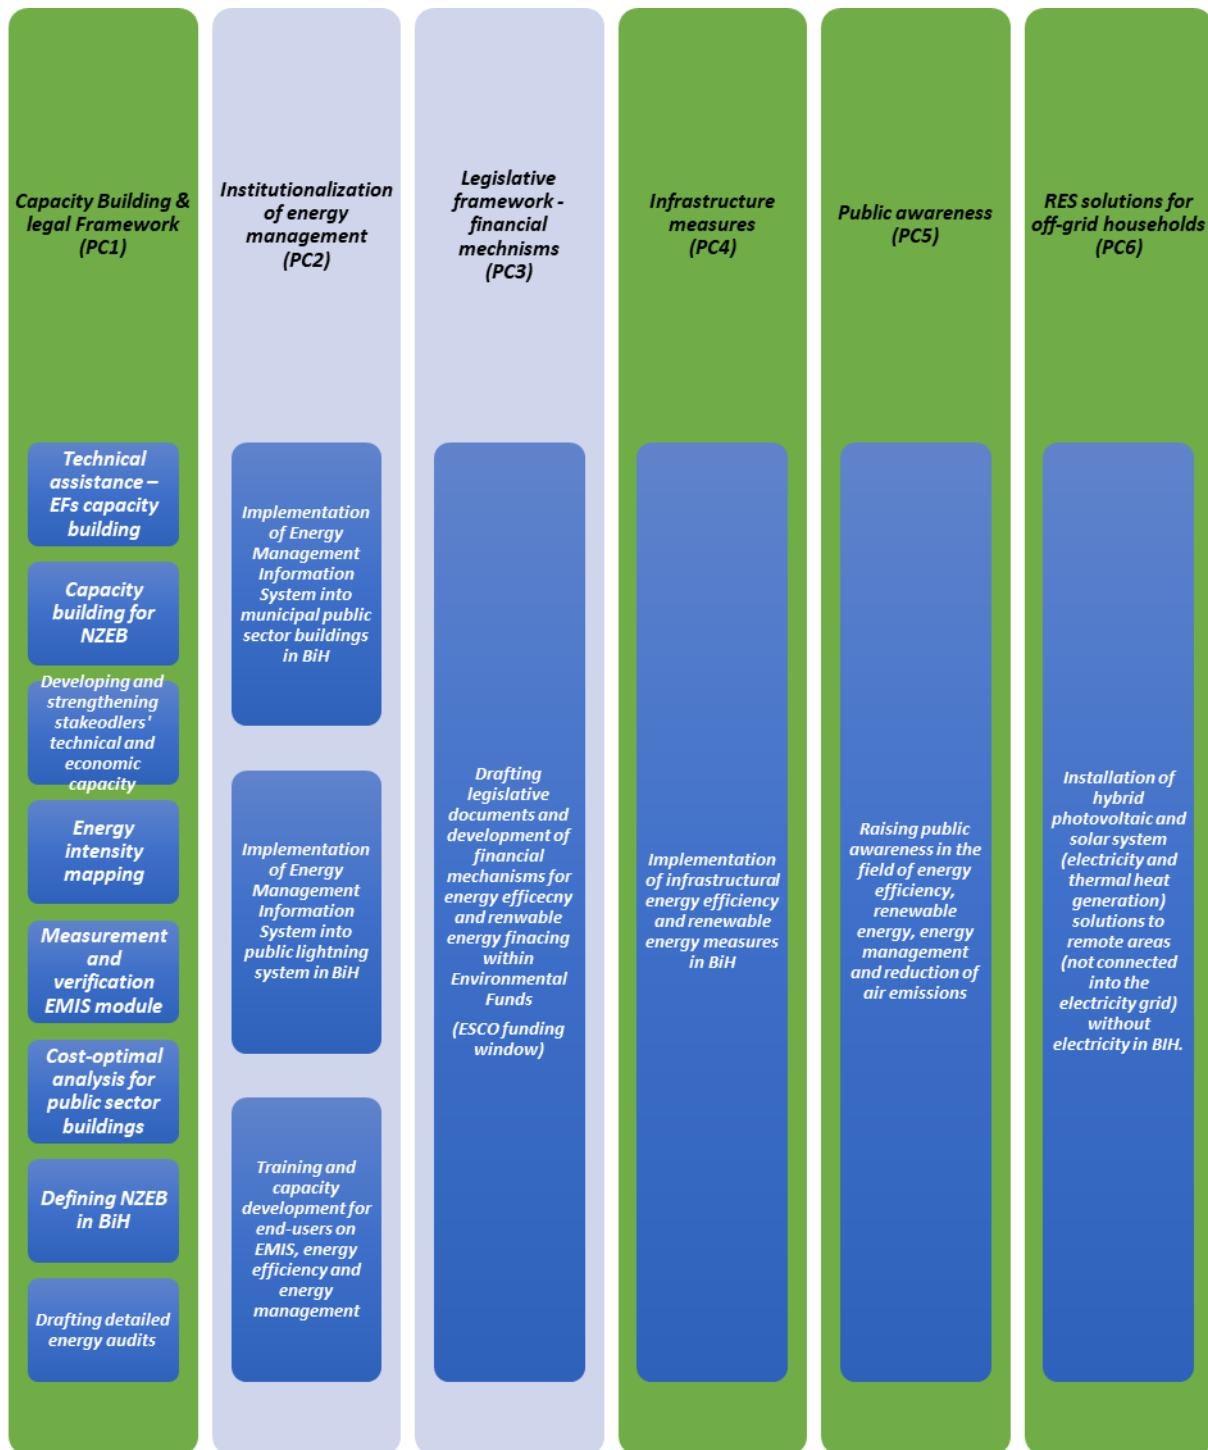 Capacity Building &
legal Framework
(PC1)
Technical
assistance –
EFs capacity
building
Capacity
building for
NZEB
Developing and
strengthening
stakeodlers'
technical and
economic
capacity
Energy
intensity
mapping
Measurement
and
verification
EMIS module
Cost-optimal
analysis for
public sector
buildings
Defining NZEB
in BiH
Drafting detailed
energy audits
Institutionalization
of energy
management
(PC2)
Implementation
of Energy
Management
Information
System into
municipal public
sector buildings
in BiH
Implementation
of Energy
Management
Information
System into
public lightning
system in BiH
Training and
capacity
development for
end-users on
EMIS, energy
efficiency and
energy
management
Legislative
framework -
financial
mechnisms
(PC3)
Drafting
legislative
documents and
development of
financial
mechanisms for
energy efficecny
and renwable
energy finacing
within
Environmental
Funds
(ESCO funding
window)
Infrastructure
measures
(PC4)
Implementation
of infrastructural
energy efficiency
and renewable
energy measures
in BiH
Public awareness
(PC5)
Raising public
awareness in the
field of energy
efficiency,
renewable
energy, energy
management
and reduction of
air emissions
RES solutions for
off-grid households
(PC6)
Installation of
hybrid
photovoltaic and
solar system
(electricity and
thermal heat
generation)
solutions to
remote areas
(not connected
into the
electricity grid)
without
electricity in BIH.